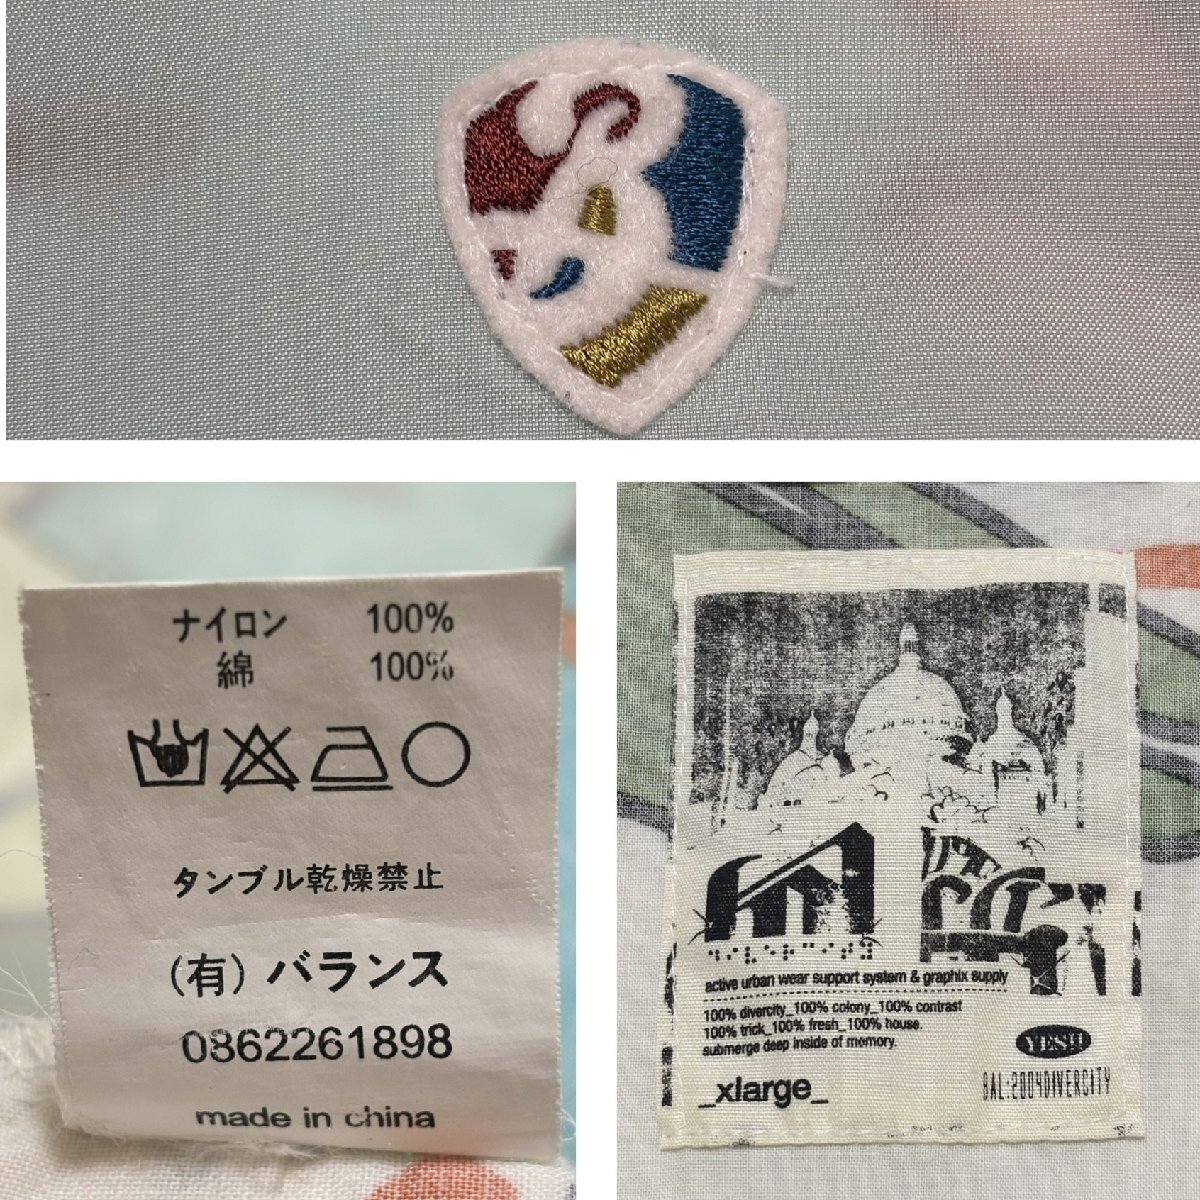 ナイロン 100%
綿 100%
タンブル乾燥禁止
(有)バランス
0862261898
made in china
active urban wear support system & graphix supply
100% divercity_100% colony_100% contrast
100% trick_100% fresh_100% house.
submerge deep inside of memory.
YES!!
_xlarge_
BAL:2004DIVERCITY